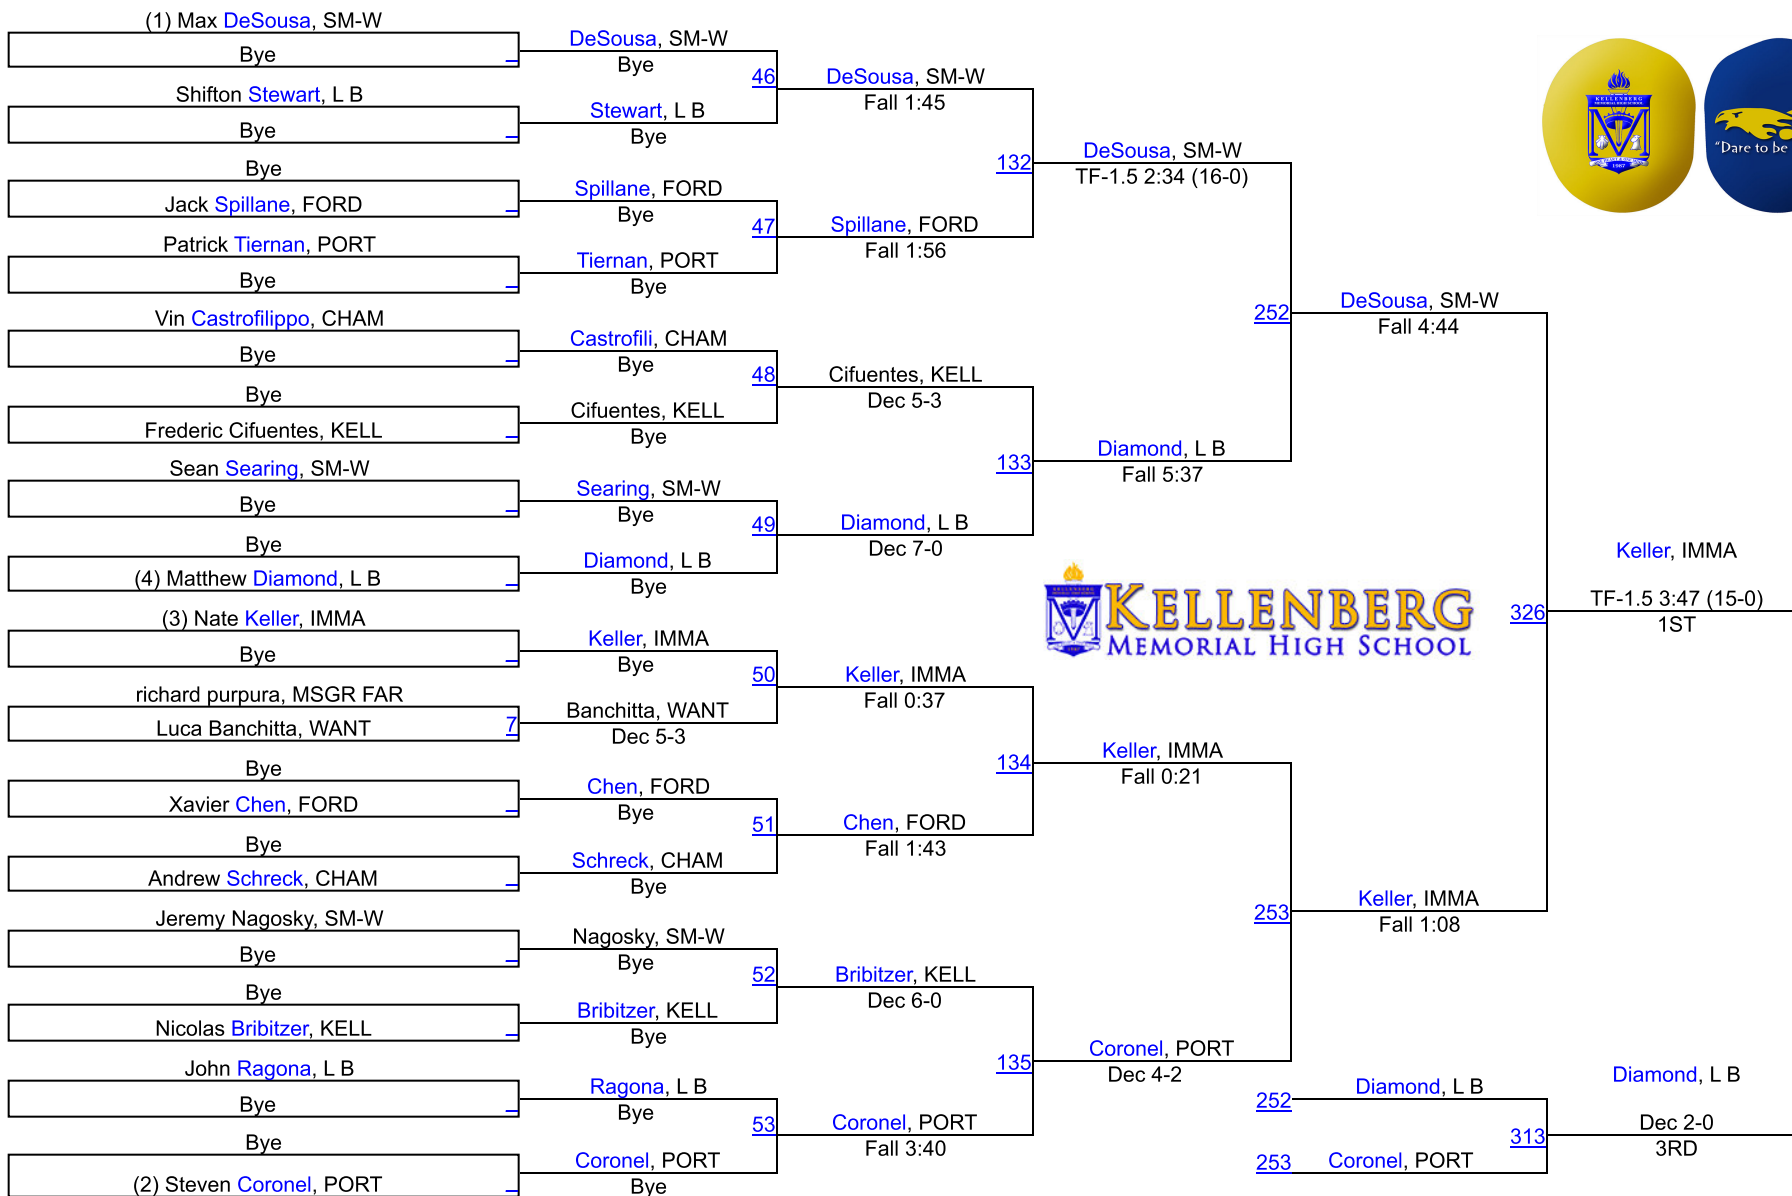 (1) Max DeSousa, SM-W
Bye
Shifton Stewart, L B
Bye
Bye
Jack Spillane, FORD
Patrick Tiernan, PORT
Bye
Vin Castrofilippo, CHAM
Bye
Bye
Frederic Cifuentes, KELL
Sean Searing, SM-W
Bye
Bye
(4) Matthew Diamond, L B
(3) Nate Keller, IMMA
Bye
richard purpura, MSGR FAR
Luca Banchitta, WANT
7
Bye
Xavier Chen, FORD
Bye
Andrew Schreck, CHAM
Jeremy Nagosky, SM-W
Bye
Bye
Nicolas Bribitzer, KELL
John Ragona, L B
Bye
Bye
(2) Steven Coronel, PORT
DeSousa, SM-W
Bye
46
Stewart, L B
Bye
Spillane, FORD
Bye
47
Tiernan, PORT
Bye
Castrofili, CHAM
Bye
48
Cifuentes, KELL
Bye
Searing, SM-W
Bye
49
Diamond, L B
Bye
Keller, IMMA
Bye
50
Banchitta, WANT
Dec 5-3
Chen, FORD
Bye
51
Schreck, CHAM
Bye
Nagosky, SM-W
Bye
52
Bribitzer, KELL
Bye
Ragona, L B
Bye
53
Coronel, PORT
Bye
DeSousa, SM-W
Fall 1:45
132
Spillane, FORD
Fall 1:56
Cifuentes, KELL
Dec 5-3
133
Diamond, L B
Dec 7-0
Keller, IMMA
Fall 0:37
134
Chen, FORD
Fall 1:43
Bribitzer, KELL
Dec 6-0
135
Coronel, PORT
Fall 3:40
DeSousa, SM-W
TF-1.5 2:34 (16-0)
252
Diamond, L B
Fall 5:37
KELLENBERG
MEMORIAL HIGH SCHOOL
Keller, IMMA
Fall 0:21
253
Coronel, PORT
Dec 4-2
DeSousa, SM-W
Fall 4:44
326
Keller, IMMA
Fall 1:08
252
Diamond, L B
313
253
Coronel, PORT
KELLENBERG
MEMORIAL HIGH SCHOOL
1987
"Dare to be
Keller, IMMA
TF-1.5 3:47 (15-0)
1ST
Diamond, L B
Dec 2-0
3RD